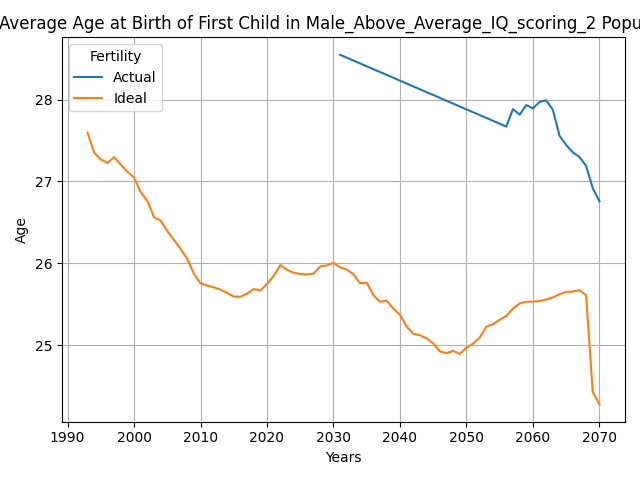 Average Age at Birth of First Child in Male_Above_Average_IQ_scoring_2 Popu
Fertility
Actual
Ideal
28
27
26
25
Age
1990 2000 2010 2020 2030 2040 2050 2060 2070
Years